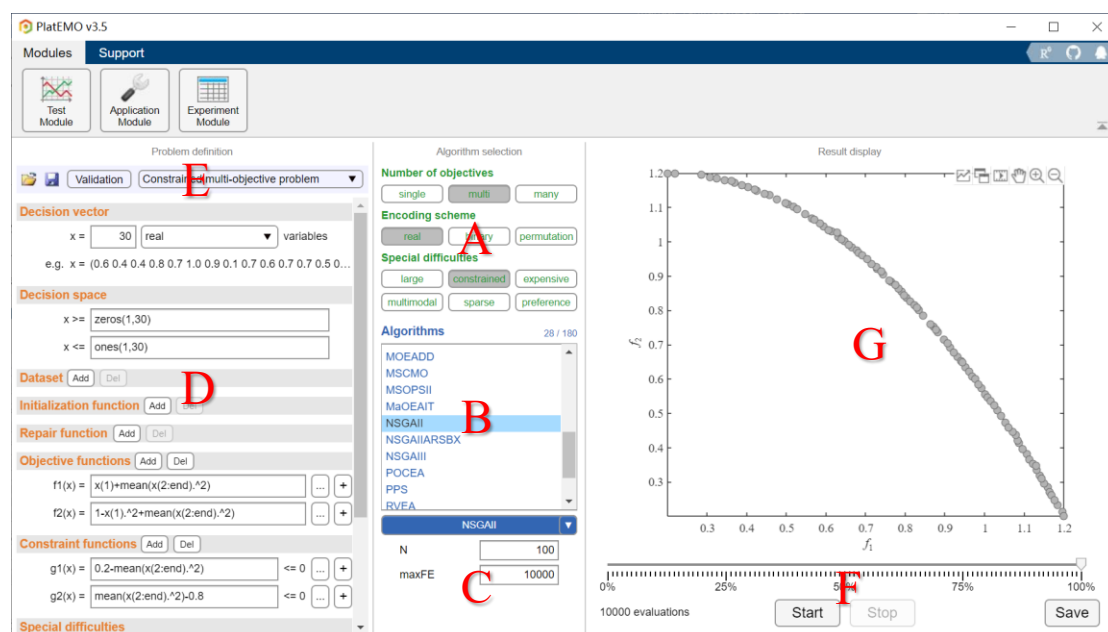 PlatEMO v3.5
Modules Support
R⁶
Test Module
Application Module
Experiment Module
Problem definition
Validation Constrained multi-objective problem
E
Decision vector
x = 30 real variables
e.g. x = (0.6 0.4 0.4 0.8 0.7 1.0 0.9 0.1 0.7 0.6 0.7 0.7 0.5 0...
Decision space
x >= zeros(1,30)
x <= ones(1,30)
Dataset Add Del
D
Initialization function Add Del
Repair function Add Del
Objective functions Add Del
f1(x) = x(1)+mean(x(2:end).^2) ... +
f2(x) = 1-x(1).^2+mean(x(2:end).^2) ... +
Constraint functions Add Del
g1(x) = 0.2-mean(x(2:end).^2) <= 0 ... +
g2(x) = mean(x(2:end).^2)-0.8 <= 0 ... +
Special difficulties
Algorithm selection
Number of objectives
single multi many
Encoding scheme
real binary permutation
A
Special difficulties
large constrained expensive
multimodal sparse preference
Algorithms 28 / 180
MOEADD
MSCMO
MSOPSII
MaOEAIT
NSGAII
B
NSGAIIARSBX
NSGAIII
POCEA
PPS
RVEA
NSGAII
N 100
maxFE 10000
C
Result display
1.2
1.1
1
0.9
0.8
0.7
0.6
0.5
0.4
0.3
f2
G
0.3 0.4 0.5 0.6 0.7 0.8 0.9 1 1.1 1.2
f1
0% 25% 50% 75% 100%
F
10000 evaluations Start Stop Save